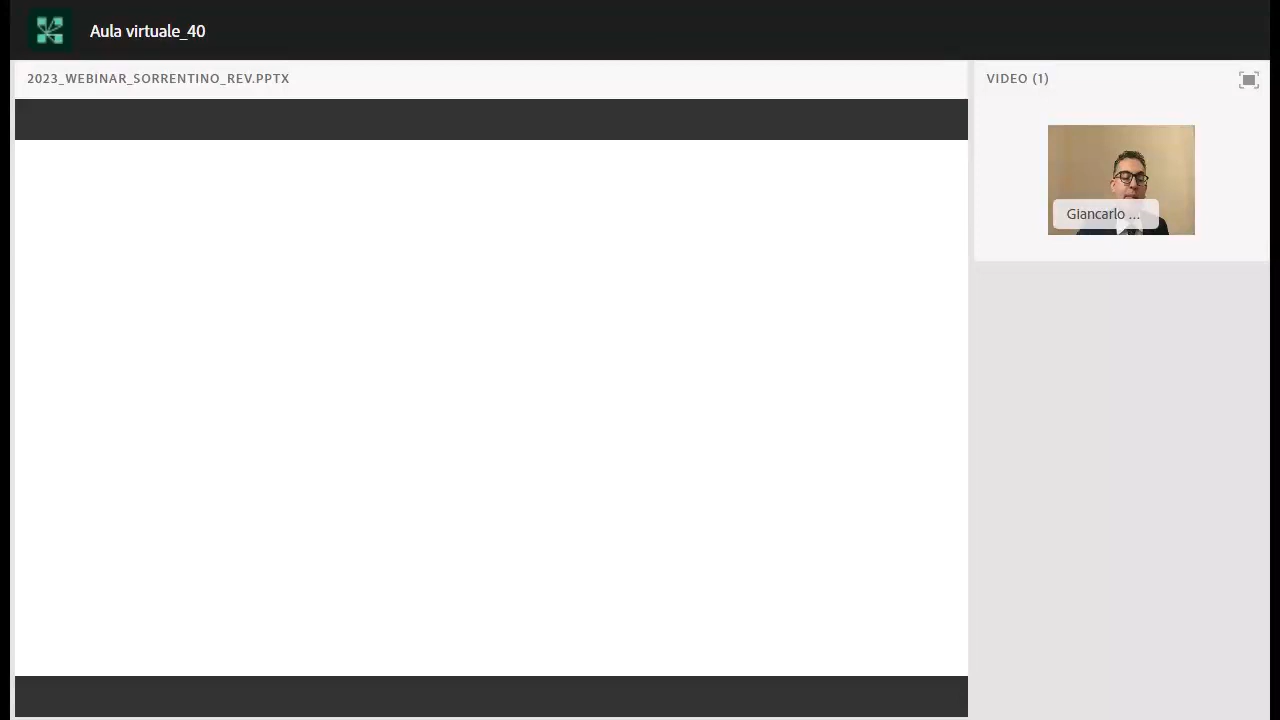 Aula virtuale_40
2023_WEBINAR_SORRENTINO_REV.PPTX
VIDEO (1)
Giancarlo ...